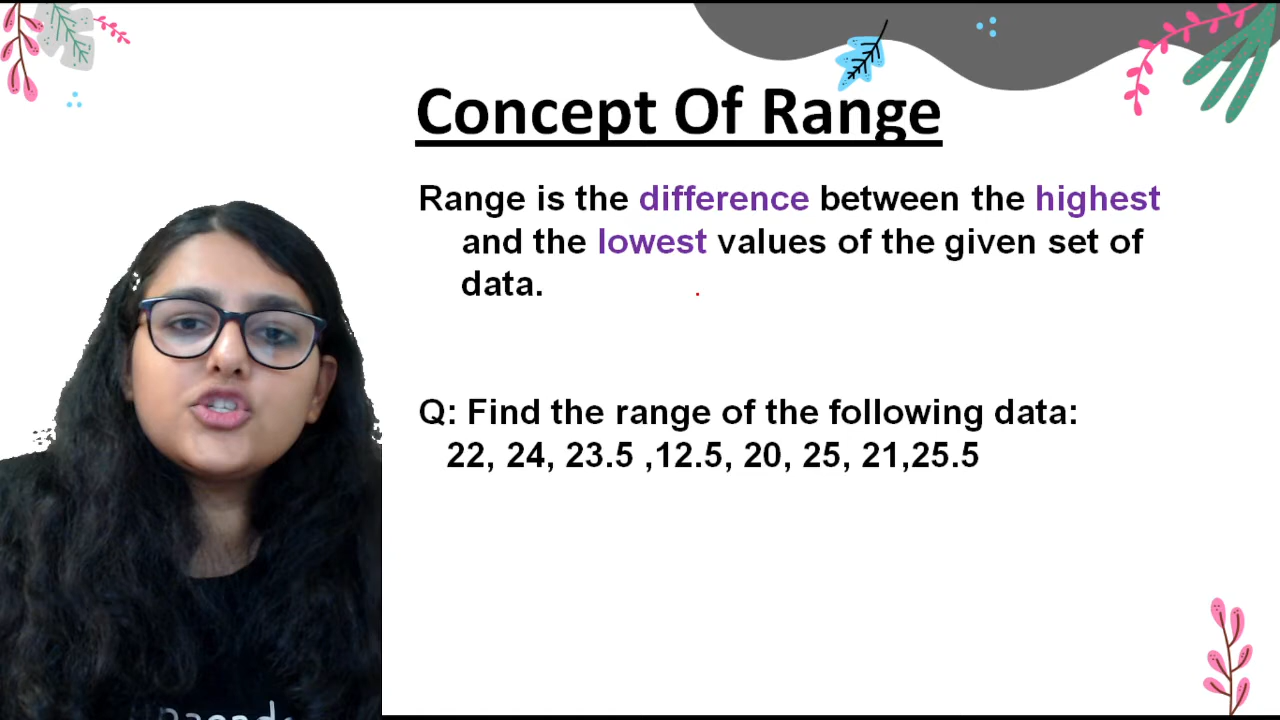 Concept Of Range
Range is the difference between the highest
and the lowest values of the given set of
data.
Q: Find the range of the following data:
22, 24, 23.5 ,12.5, 20, 25, 21,25.5